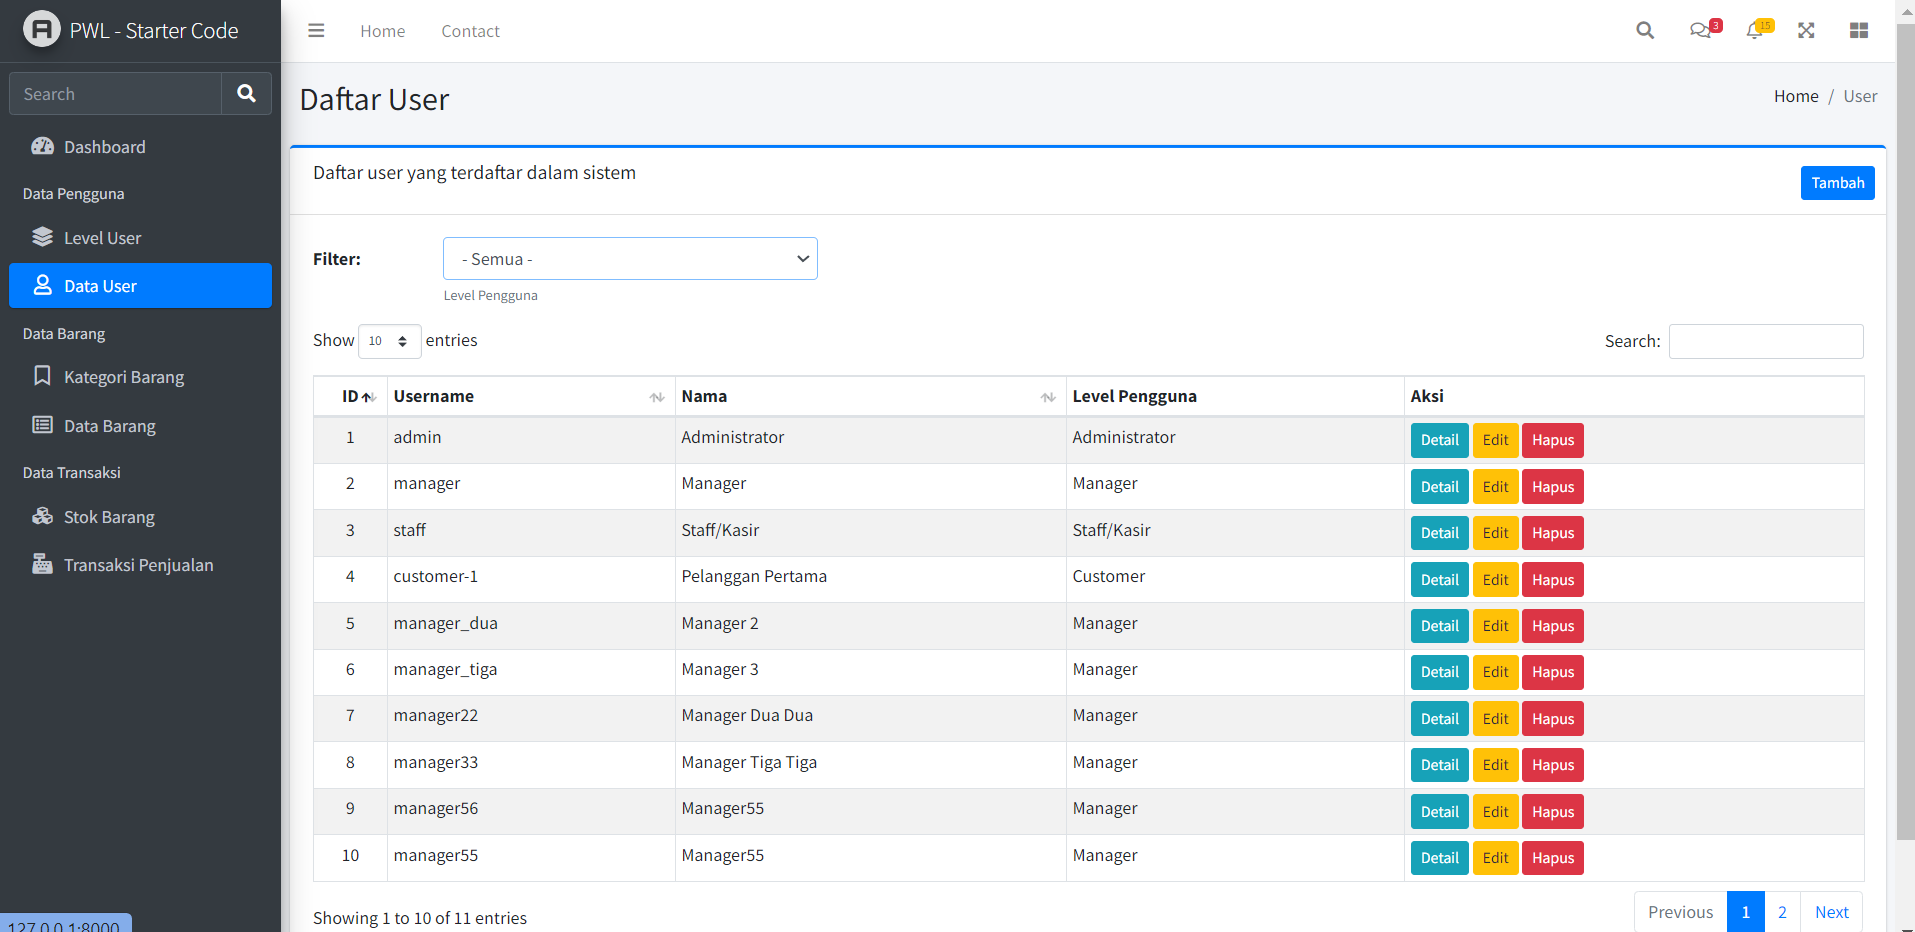 PWL - Starter Code
Home
Contact
3
15
Search
Dashboard
Data Pengguna
Level User
Data User
Data Barang
Kategori Barang
Data Barang
Data Transaksi
Stok Barang
Transaksi Penjualan
Daftar User
Home / User
Daftar user yang terdaftar dalam sistem
Tambah
Filter:
- Semua -
Level Pengguna
Show 10 entries
Search:
ID Username Nama Level Pengguna Aksi
1 admin Administrator Administrator Detail Edit Hapus
2 manager Manager Manager Detail Edit Hapus
3 staff Staff/Kasir Staff/Kasir Detail Edit Hapus
4 customer-1 Pelanggan Pertama Customer Detail Edit Hapus
5 manager_dua Manager 2 Manager Detail Edit Hapus
6 manager_tiga Manager 3 Manager Detail Edit Hapus
7 manager22 Manager Dua Dua Manager Detail Edit Hapus
8 manager33 Manager Tiga Tiga Manager Detail Edit Hapus
9 manager56 Manager55 Manager Detail Edit Hapus
10 manager55 Manager55 Manager Detail Edit Hapus
Showing 1 to 10 of 11 entries
Previous 1 2 Next
127.0.0.1:8000